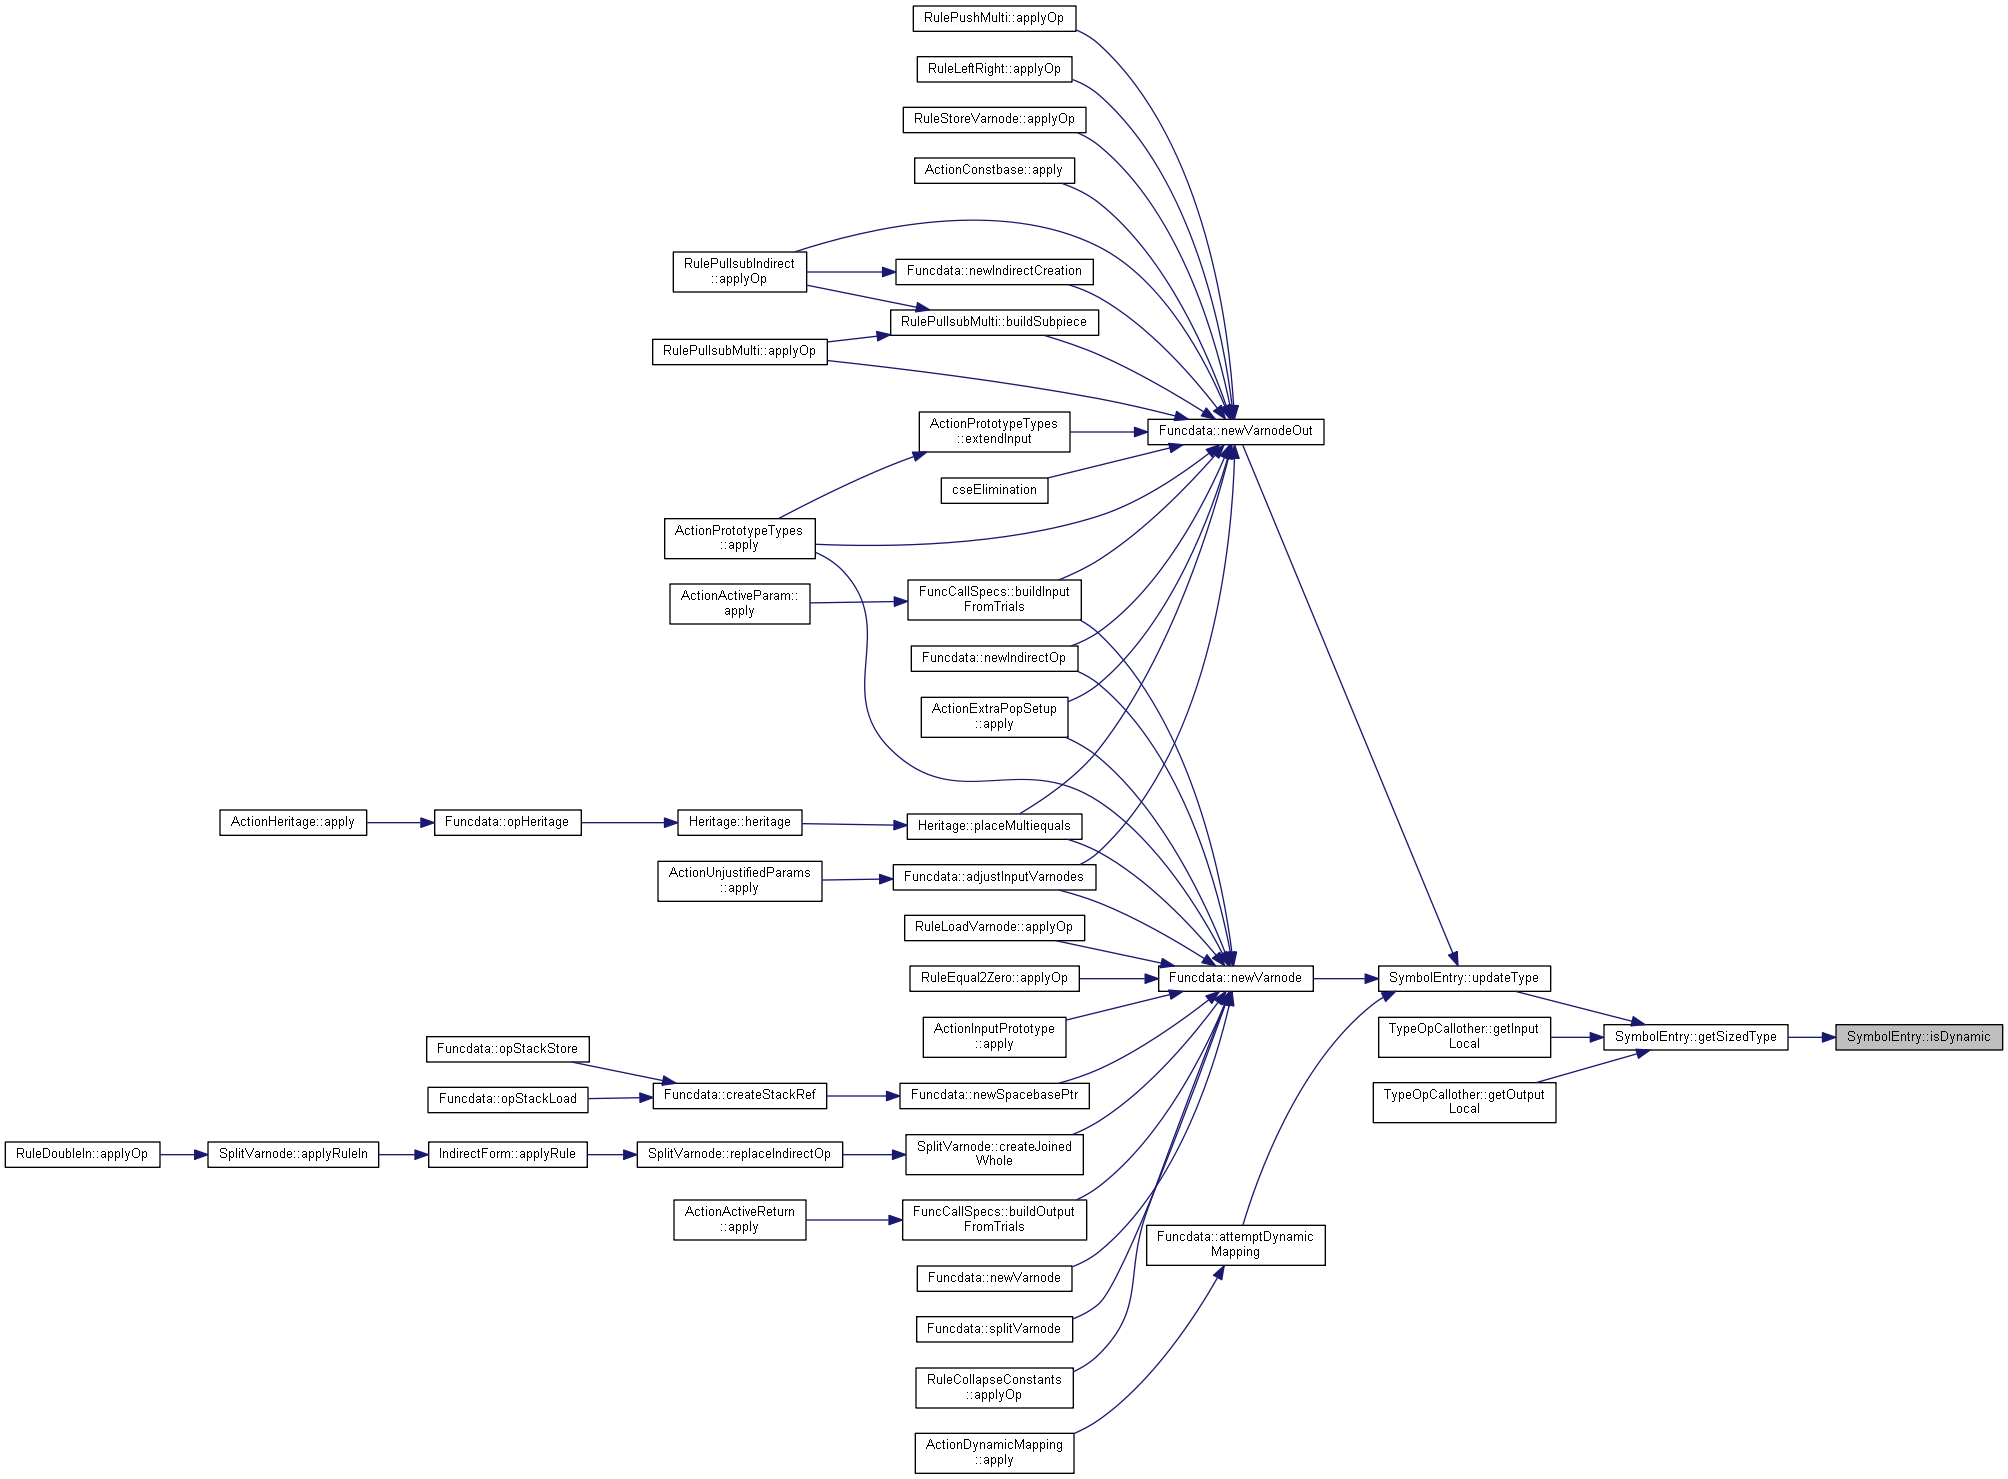 RulePushMulti::applyOp
RuleLeftRight::applyOp
RuleStoreVarnode::applyOp
ActionConstbase::apply
RulePullsubIndirect
::applyOp
Funcdata::newIndirectCreation
RulePullsubMulti::buildSubpiece
RulePullsubMulti::applyOp
ActionPrototypeTypes
::extendInput
Funcdata::newVarnodeOut
cseElimination
ActionPrototypeTypes
::apply
ActionActiveParam::
apply
FuncCallSpecs::buildInput
FromTrials
Funcdata::newIndirectOp
ActionExtraPopSetup
::apply
ActionHeritage::apply
Funcdata::opHeritage
Heritage::heritage
Heritage::placeMultiequals
ActionUnjustifiedParams
::apply
Funcdata::adjustInputVarnodes
RuleLoadVarnode::applyOp
RuleEqual2Zero::applyOp
Funcdata::newVarnode
SymbolEntry::updateType
ActionInputPrototype
::apply
TypeOpCallother::getInput
Local
SymbolEntry::getSizedType
SymbolEntry::isDynamic
Funcdata::opStackStore
Funcdata::opStackLoad
Funcdata::createStackRef
Funcdata::newSpacebasePtr
TypeOpCallother::getOutput
Local
RuleDoubleIn::applyOp
SplitVarnode::applyRuleIn
IndirectForm::applyRule
SplitVarnode::replaceIndirectOp
SplitVarnode::createJoined
Whole
ActionActiveReturn
::apply
FuncCallSpecs::buildOutput
FromTrials
Funcdata::attemptDynamic
Mapping
Funcdata::newVarnode
Funcdata::splitVarnode
RuleCollapseConstants
::applyOp
ActionDynamicMapping
::apply